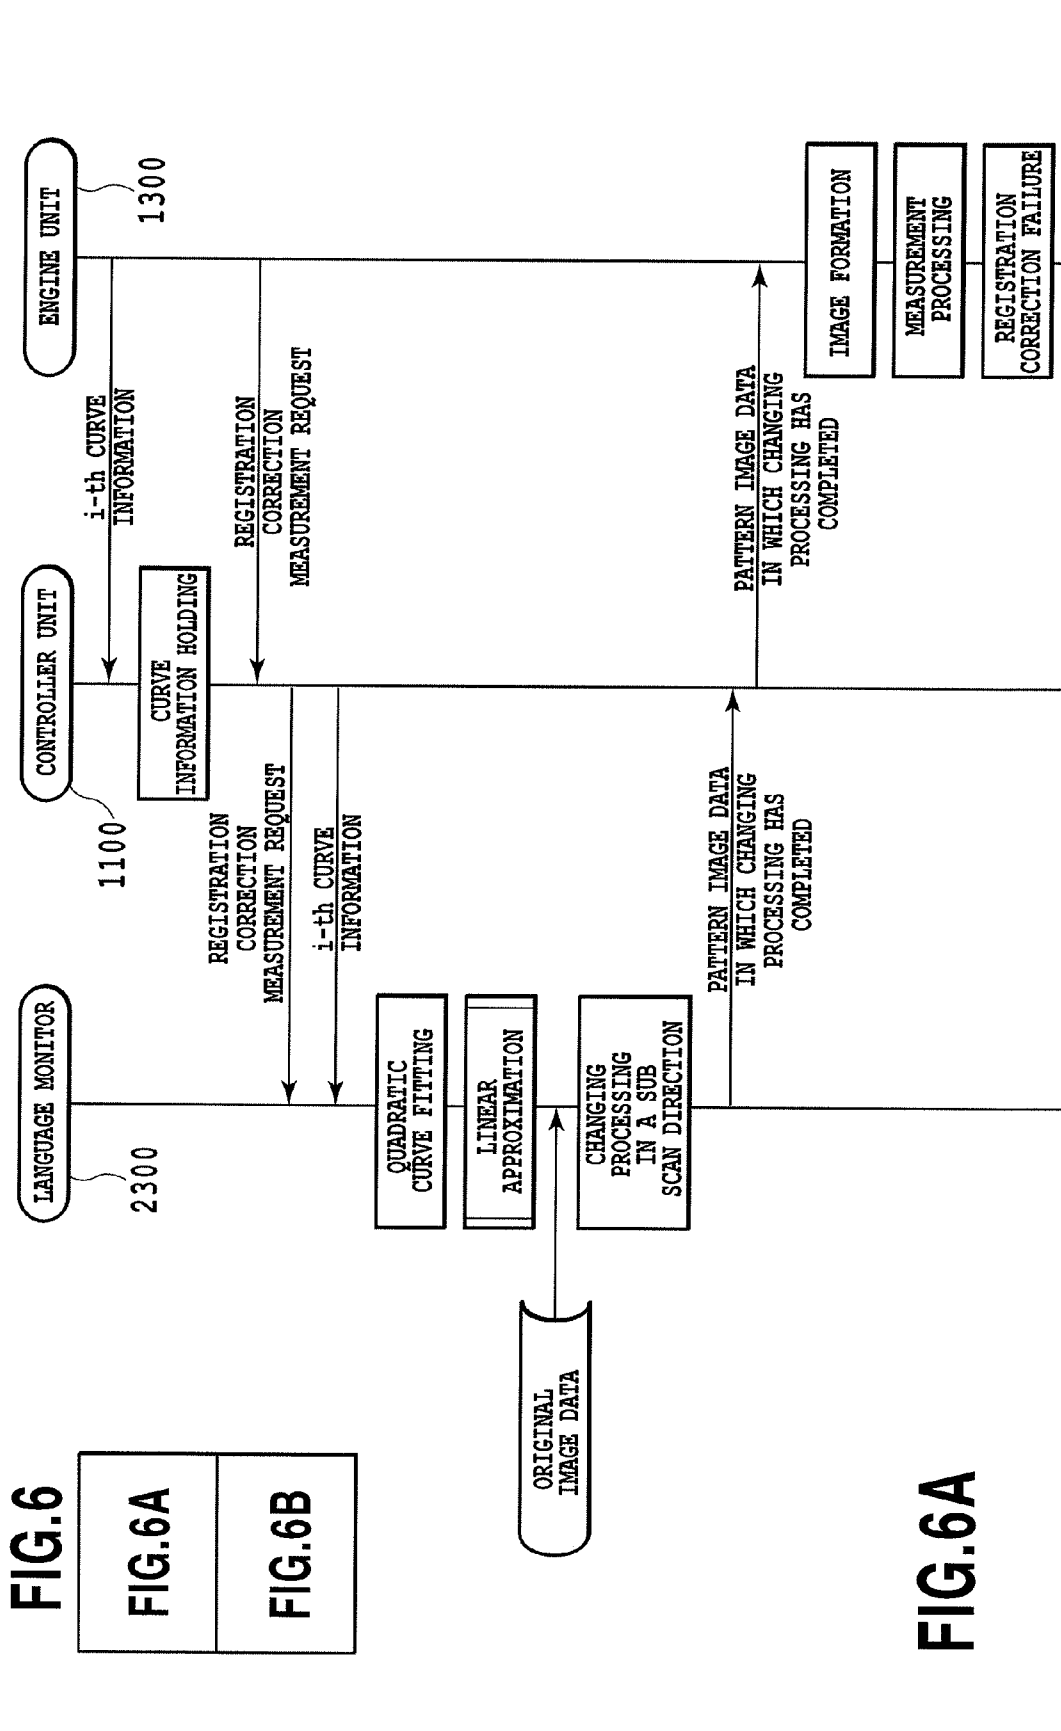 FIG.6
FIG.6A
FIG.6B
LANGUAGE MONITOR
2300
CONTROLLER UNIT
1100
ENGINE UNIT
1300
i-th CURVE
INFORMATION
CURVE
INFORMATION HOLDING
REGISTRATION
CORRECTION
MEASUREMENT REQUEST
REGISTRATION
CORRECTION
MEASUREMENT REQUEST
i-th CURVE
INFORMATION
QUADRATIC
CURVE FITTING
LINEAR
APPROXIMATION
ORIGINAL
IMAGE DATA
CHANGING
PROCESSING
IN A SUB
SCAN DIRECTION
PATTERN IMAGE DATA
IN WHICH CHANGING
PROCESSING HAS
COMPLETED
PATTERN IMAGE DATA
IN WHICH CHANGING
PROCESSING HAS
COMPLETED
IMAGE FORMATION
MEASUREMENT
PROCESSING
REGISTRATION
CORRECTION FAILURE
FIG.6A